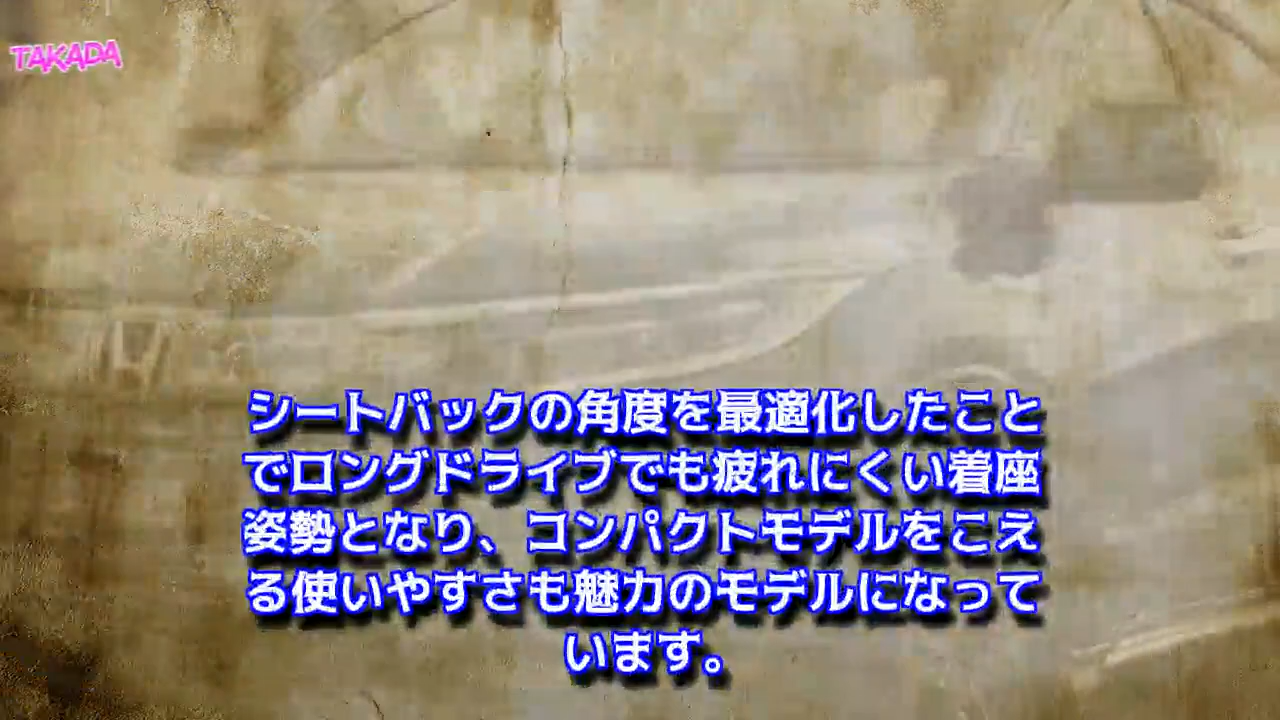 TAKADA
シートバックの角度を最適化したこと
でロングドライブでも疲れにくい着座
姿勢となり、コンパクトモデルをこえ
る使いやすさも魅力のモデルになって
います。